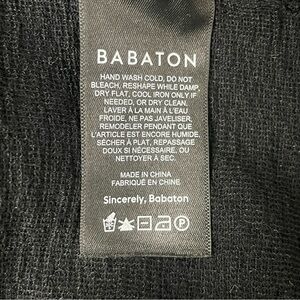 BABATON
HAND WASH COLD, DO NOT
BLEACH, RESHAPE WHILE DAMP,
DRY FLAT, COOL IRON ONLY IF
NEEDED, OR DRY CLEAN.
LAVER À LA MAIN À L'EAU
FROIDE, NE PAS JAVELISER,
REMODELER PENDANT QUE
L'ARTICLE EST ENCORE HUMIDE,
SÉCHER À PLAT, REPASSAGE
DOUX SI NÉCESSAIRE, OU
NETTOYER À SEC.
MADE IN CHINA
FABRIQUÉ EN CHINE
Sincerely, Babaton
P